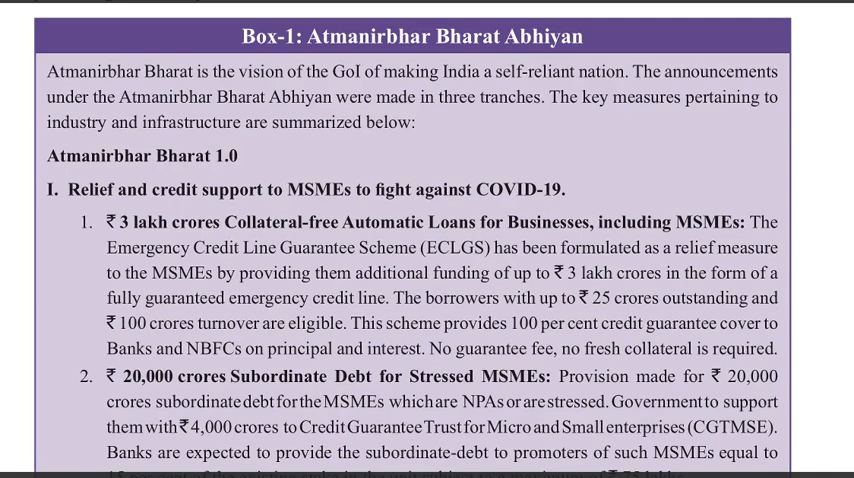 Box-1: Atmanirbhar Bharat Abhiyan
Atmanirbhar Bharat is the vision of the GoI of making India a self-reliant nation. The announcements
under the Atmanirbhar Bharat Abhiyan were made in three tranches. The key measures pertaining to
industry and infrastructure are summarized below:
Atmanirbhar Bharat 1.0
I. Relief and credit support to MSMEs to fight against COVID-19.
1. ₹ 3 lakh crores Collateral-free Automatic Loans for Businesses, including MSMEs: The
Emergency Credit Line Guarantee Scheme (ECLGS) has been formulated as a relief measure
to the MSMEs by providing them additional funding of up to ₹ 3 lakh crores in the form of a
fully guaranteed emergency credit line. The borrowers with up to ₹ 25 crores outstanding and
₹ 100 crores turnover are eligible. This scheme provides 100 per cent credit guarantee cover to
Banks and NBFCs on principal and interest. No guarantee fee, no fresh collateral is required.
2. ₹ 20,000 crores Subordinate Debt for Stressed MSMEs: Provision made for ₹ 20,000
crores subordinate debt for the MSMEs which are NPAs or are stressed. Government to support
them with ₹ 4,000 crores to Credit Guarantee Trust for Micro and Small enterprises (CGTMSE).
Banks are expected to provide the subordinate-debt to promoters of such MSMEs equal to